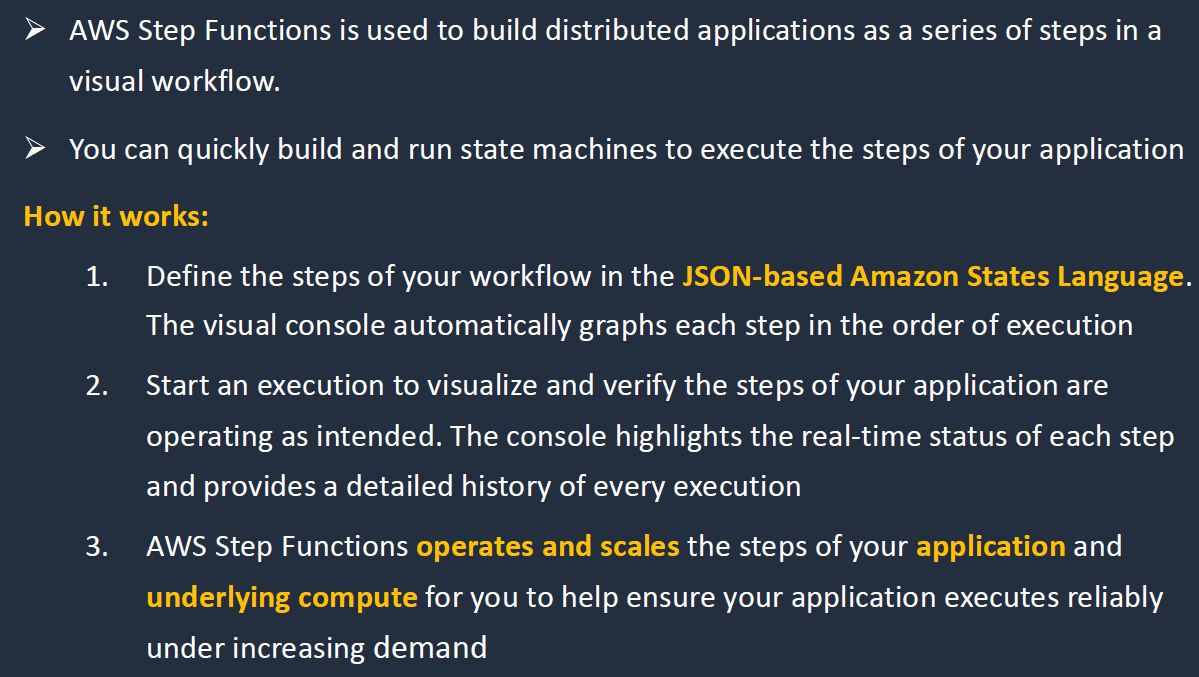 ➢ AWS Step Functions is used to build distributed applications as a series of steps in a
visual workflow.
➢ You can quickly build and run state machines to execute the steps of your application
How it works:
1. Define the steps of your workflow in the JSON-based Amazon States Language.
The visual console automatically graphs each step in the order of execution
2. Start an execution to visualize and verify the steps of your application are
operating as intended. The console highlights the real-time status of each step
and provides a detailed history of every execution
3. AWS Step Functions operates and scales the steps of your application and
underlying compute for you to help ensure your application executes reliably
under increasing demand